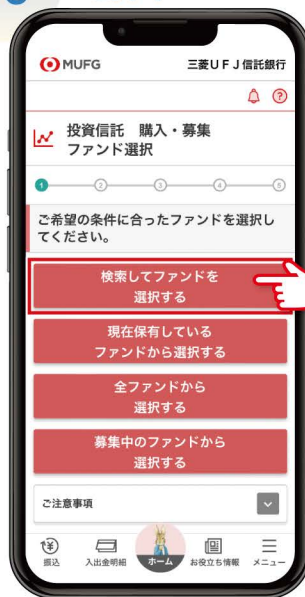 MUFG
三菱UFJ信託銀行
投資信託 購入・募集
ファンド選択
1 2 3 4 5
ご希望の条件に合ったファンドを選択し
てください。
検索してファンドを
選択する
現在保有している
ファンドから選択する
全ファンドから
選択する
募集中のファンドから
選択する
ご注意事項
振込 入出金明細 ホーム お役立ち情報 メニュー